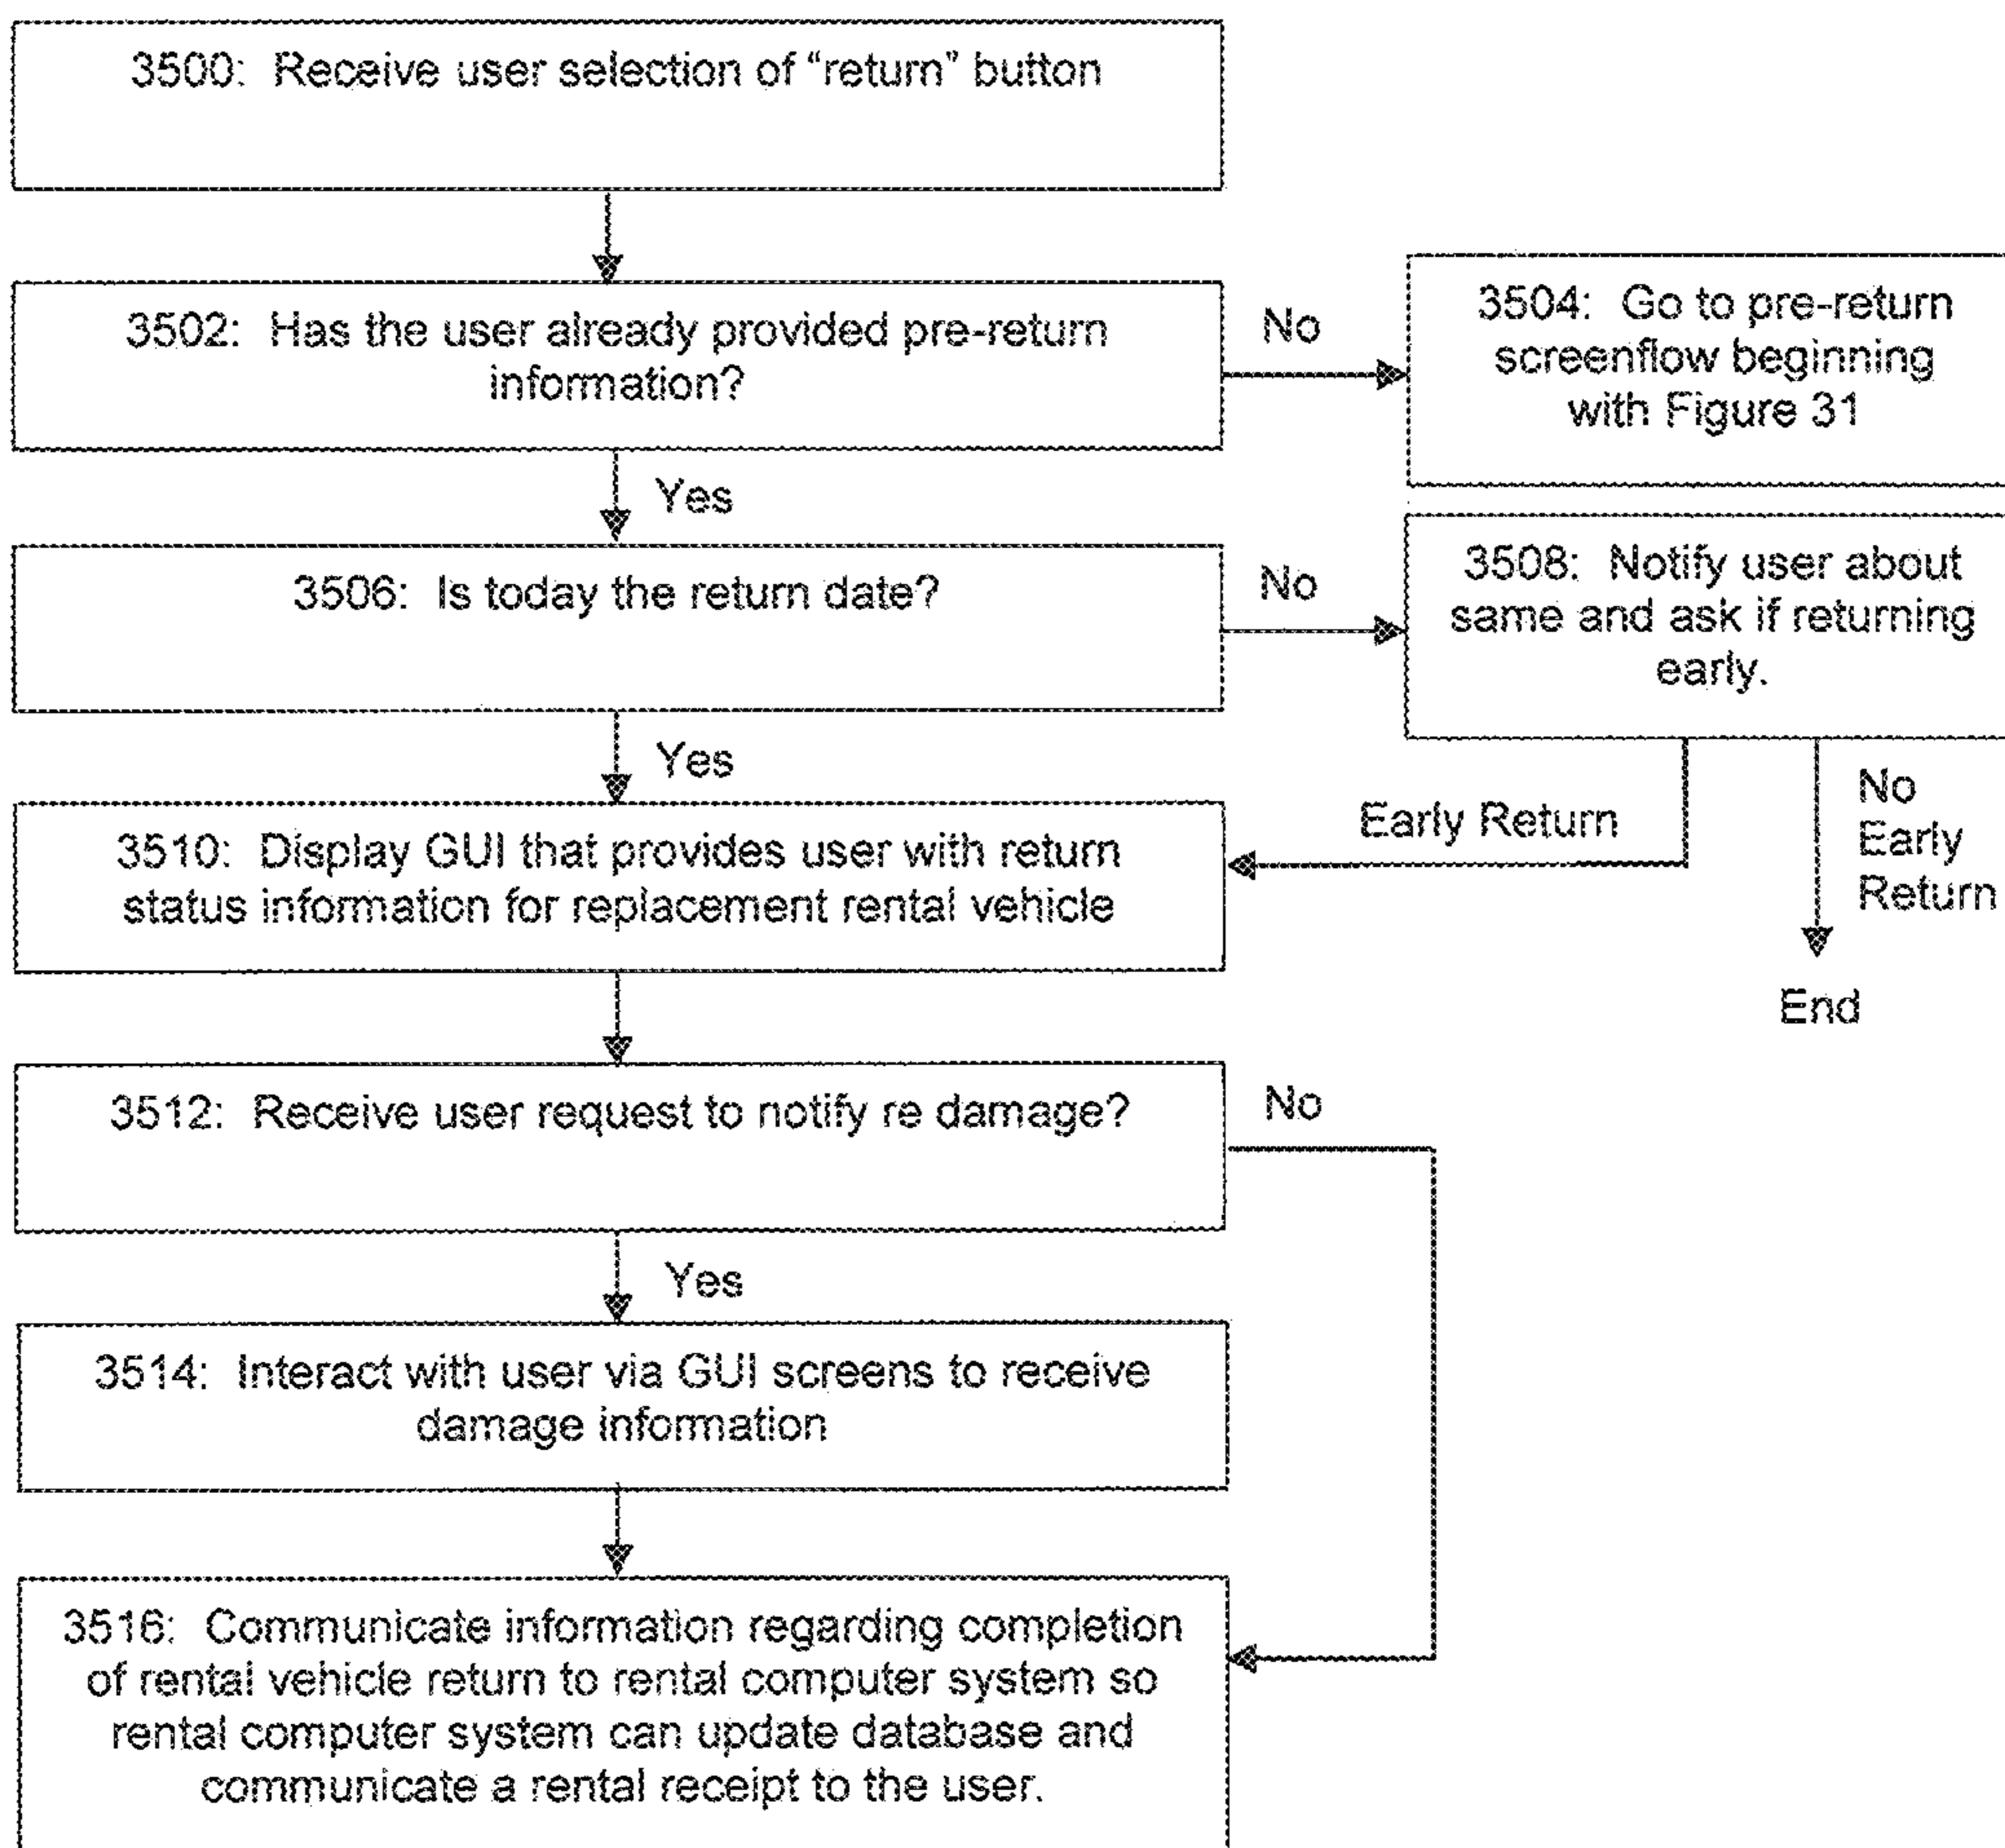 3500: Receive user selection of “return” button
3502: Has the user already provided pre-return
information?
No
3504: Go to pre-return
screenflow beginning
with Figure 31
Yes
3506: Is today the return date?
No
3508: Notify user about
same and ask if returning
early.
Yes
Early Return
No
Early
Return
End
3510: Display GUI that provides user with return
status information for replacement rental vehicle
3512: Receive user request to notify re damage?
No
Yes
3514: Interact with user via GUI screens to receive
damage information
3516: Communicate information regarding completion
of rental vehicle return to rental computer system so
rental computer system can update database and
communicate a rental receipt to the user.